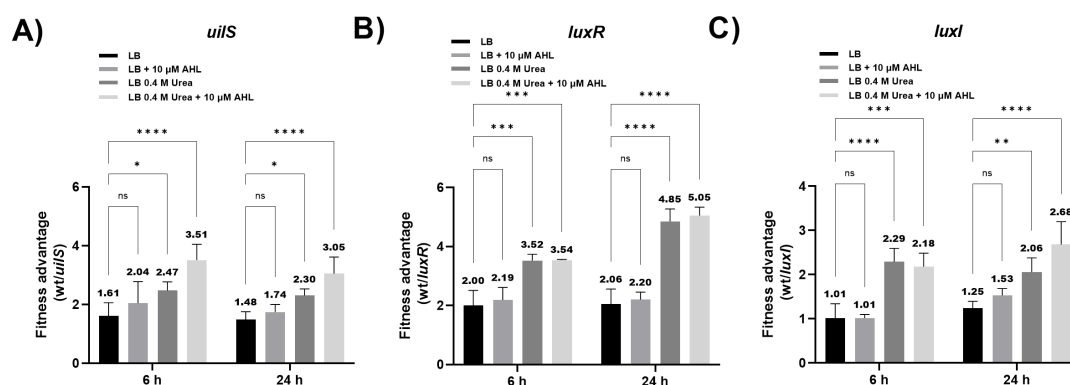 A)
uilS
LB
LB + 10 µM AHL
LB 0.4 M Urea
LB 0.4 M Urea + 10 µM AHL
****
****
*
*
ns
ns
Fitness advantage
(wt/uilS)
6
4
2
0
1.61
2.04
2.47
3.51
1.48
1.74
2.30
3.05
6 h
24 h
B)
luxR
LB
LB + 10 µM AHL
LB 0.4 M Urea
LB 0.4 M Urea + 10 µM AHL
***
****
***
****
ns
ns
Fitness advantage
(wt/luxR)
6
4
2
0
2.00
2.19
3.52
3.54
2.06
2.20
4.85
5.05
6 h
24 h
C)
luxI
LB
LB + 10 µM AHL
LB 0.4 M Urea
LB 0.4 M Urea + 10 µM AHL
***
****
****
**
ns
ns
Fitness advantage
(wt/luxI)
4
3
2
1
0
1.01
1.01
2.29
2.18
1.25
1.53
2.06
2.68
6 h
24 h